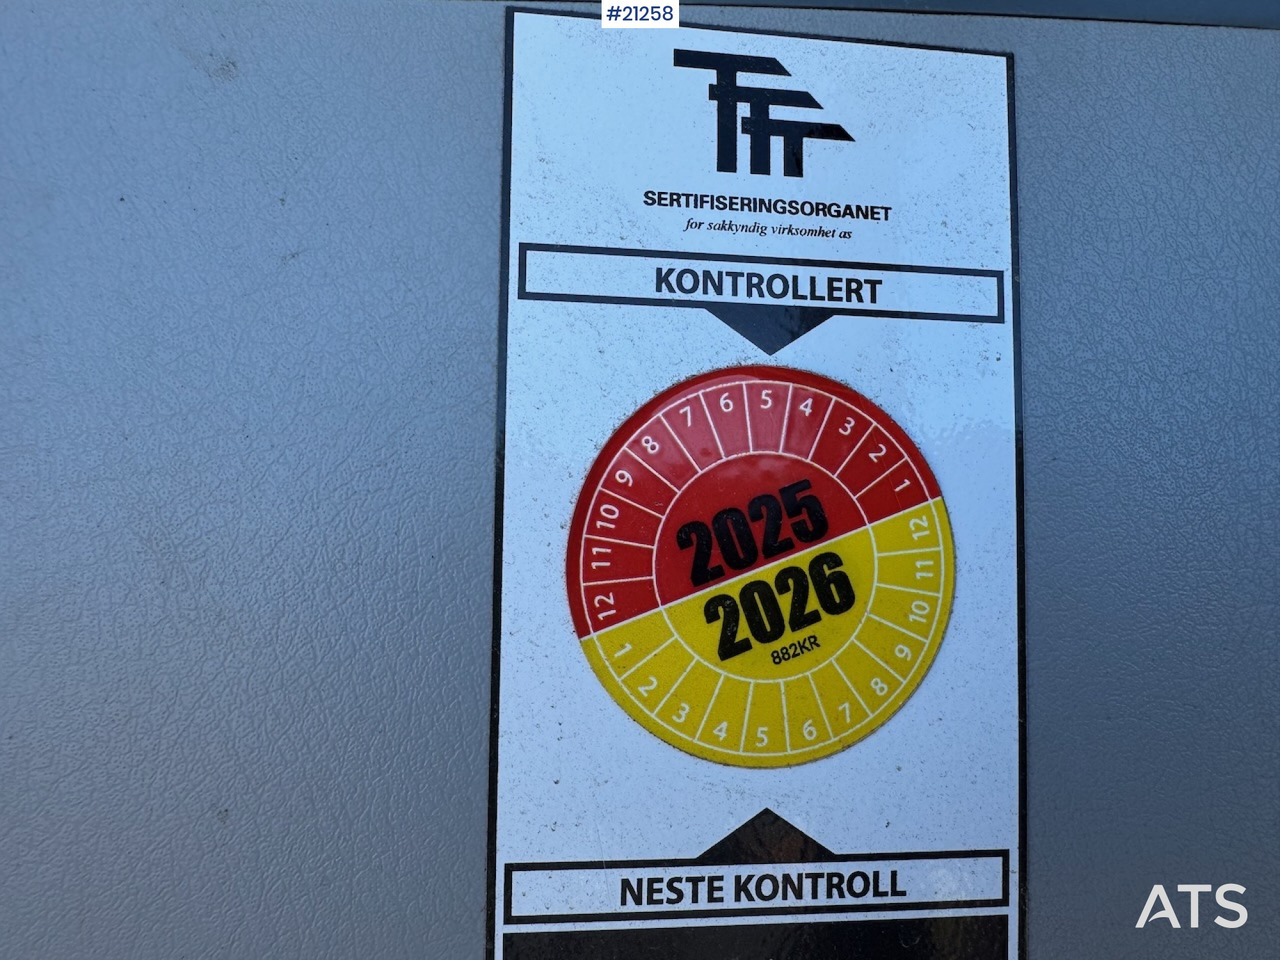 #21258
SERTIFISERINGSORGANET
for sakkyndig virksomhet as
KONTROLLERT
12 11 10 9 8 7 6 5 4 3 2 1
2025
2026
882KR
1 2 3 4 5 6 7 8 9 10 11 12
NESTE KONTROLL
ATS